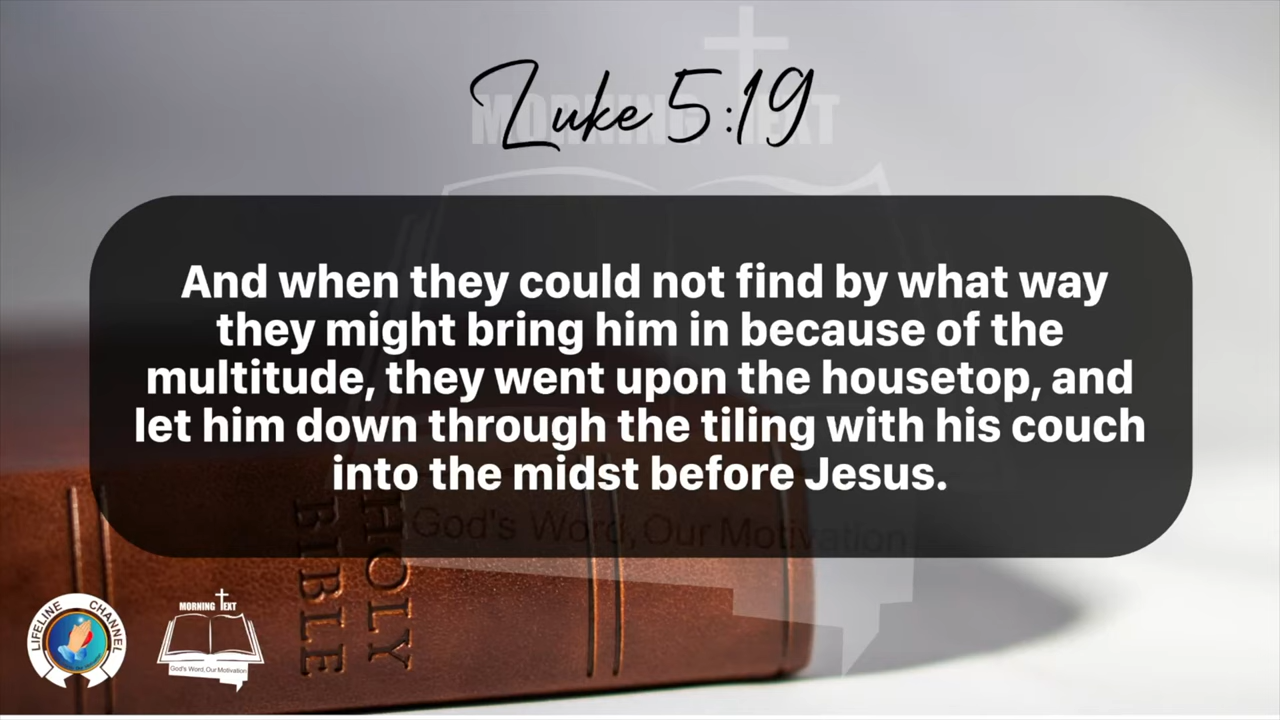 Luke 5:19
MORNING TEXT
And when they could not find by what way
they might bring him in because of the
multitude, they went upon the housetop, and
let him down through the tiling with his couch
into the midst before Jesus.
God's Word, Our Motivation
HOLY
BIBLE
LIFELINE CHANNEL
MORNING TEXT
God's Word, Our Motivation